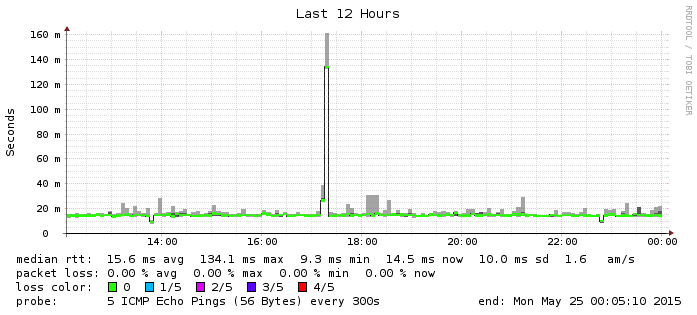 Last 12 Hours
RRDTOOL / TOBI OETIKER
Seconds
160 m
140 m
120 m
100 m
80 m
60 m
40 m
20 m
0
14:00 16:00 18:00 20:00 22:00 00:00
median rtt: 15.6 ms avg 134.1 ms max 9.3 ms min 14.5 ms now 10.0 ms sd 1.6 am/s
packet loss: 0.00 % avg 0.00 % max 0.00 % min 0.00 % now
loss color: 0 1/5 2/5 3/5 4/5
probe: 5 ICMP Echo Pings (56 Bytes) every 300s end: Mon May 25 00:05:10 2015